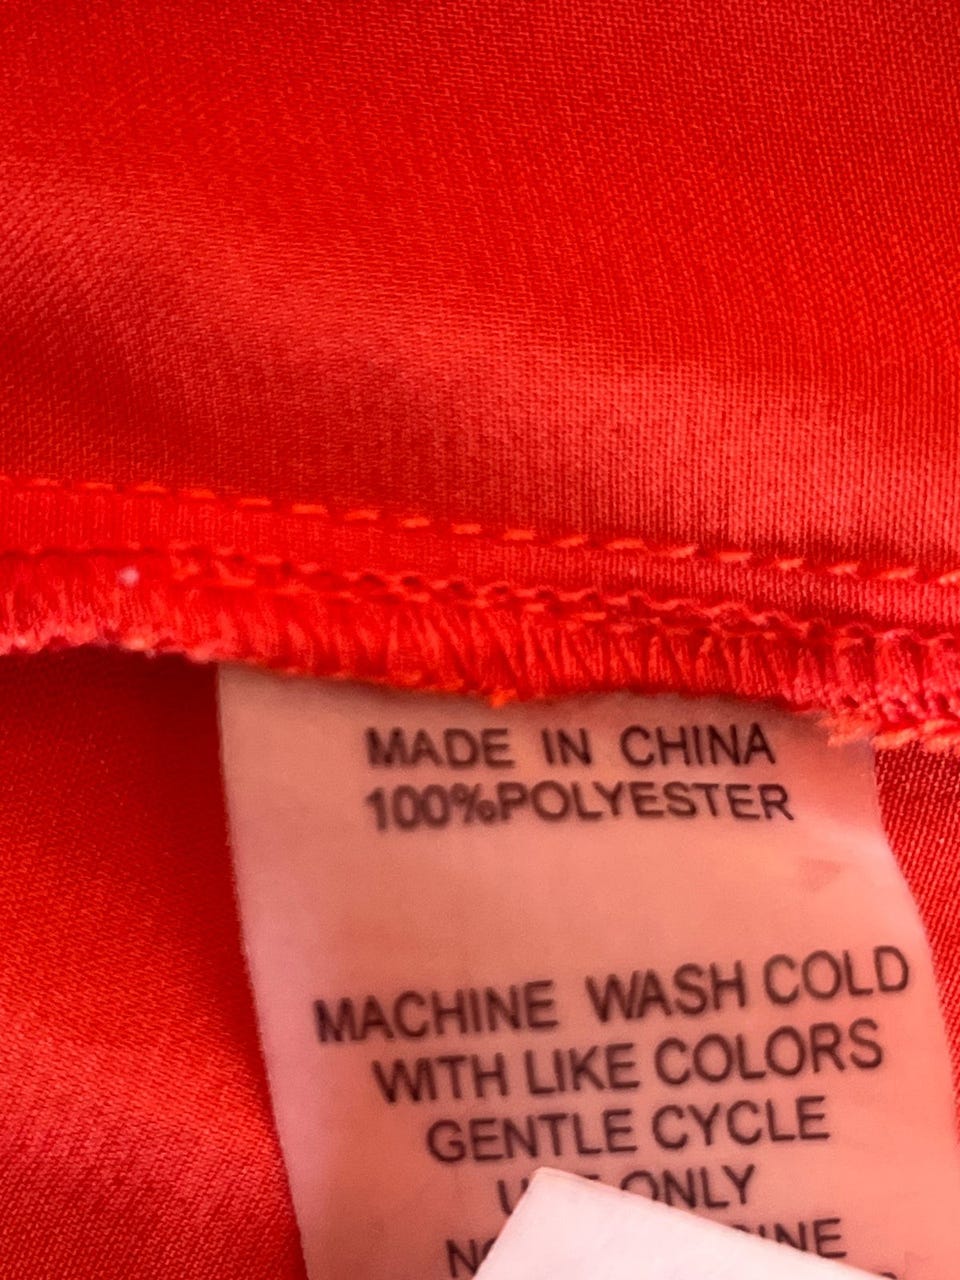 MADE IN CHINA
100%POLYESTER
MACHINE WASH COLD
WITH LIKE COLORS
GENTLE CYCLE
ONLY